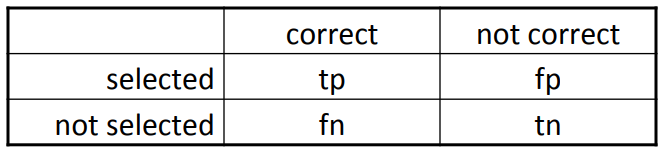 correct not correct
selected tp fp
not selected fn tn